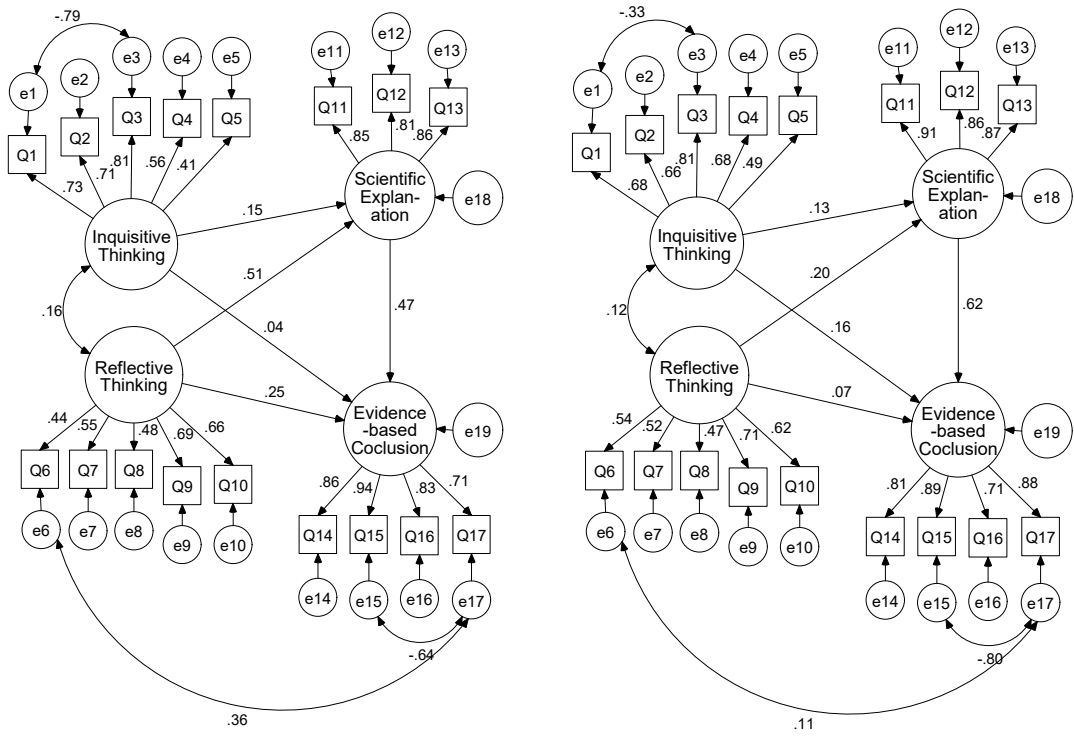 -.79
e12
e3
e11
e13
e4
e5
e2
e1
Q12
Q11
Q13
Q3
Q4
Q5
Q2
Q1
.85
.81
.86
.81
.56
.41
.71
.73
Scientific
Explan-
ation
e18
.15
Inquisitive
Thinking
.51
.47
.16
.04
Reflective
Thinking
.25
.44
.55
.48
.69
.66
Evidence
-based
Coclusion
e19
Q6
Q7
Q8
Q9
Q10
.86
.94
.83
.71
e6
e7
e8
e9
e10
Q14
Q15
Q16
Q17
e14
e15
e16
e17
-.64
.36
-.33
e12
e3
e11
e13
e4
e5
e2
e1
Q12
Q11
Q13
Q3
Q4
Q5
Q2
Q1
.91
.86
.87
.81
.68
.49
.66
.68
Scientific
Explan-
ation
e18
.13
Inquisitive
Thinking
.20
.62
.12
.16
Reflective
Thinking
.07
.54
.52
.47
.71
.62
Evidence
-based
Coclusion
e19
Q6
Q7
Q8
Q9
Q10
.81
.89
.71
.88
e6
e7
e8
e9
e10
Q14
Q15
Q16
Q17
e14
e15
e16
e17
-.80
.11